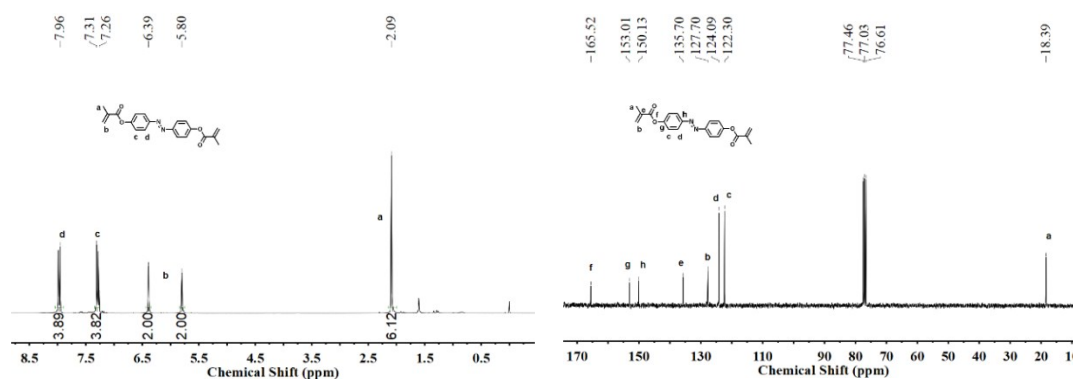 −7.96
7.31
7.26
−6.39
−5.80
−2.09
a
b
c
d
O
O
N
N
O
O
d
c
b
a
3.89
3.82
2.00
2.00
6.12
8.5 7.5 6.5 5.5 4.5 3.5 2.5 1.5 0.5
Chemical Shift (ppm)
−165.52
153.01
150.13
−135.70
127.70
124.09
122.30
77.46
77.03
76.61
−18.39
a
e
b
f
g
c
d
h
O
O
N
N
O
O
f
g
h
e
b
d
c
a
170 150 130 110 90 80 70 60 50 40 30 20 10
Chemical Shift (ppm)